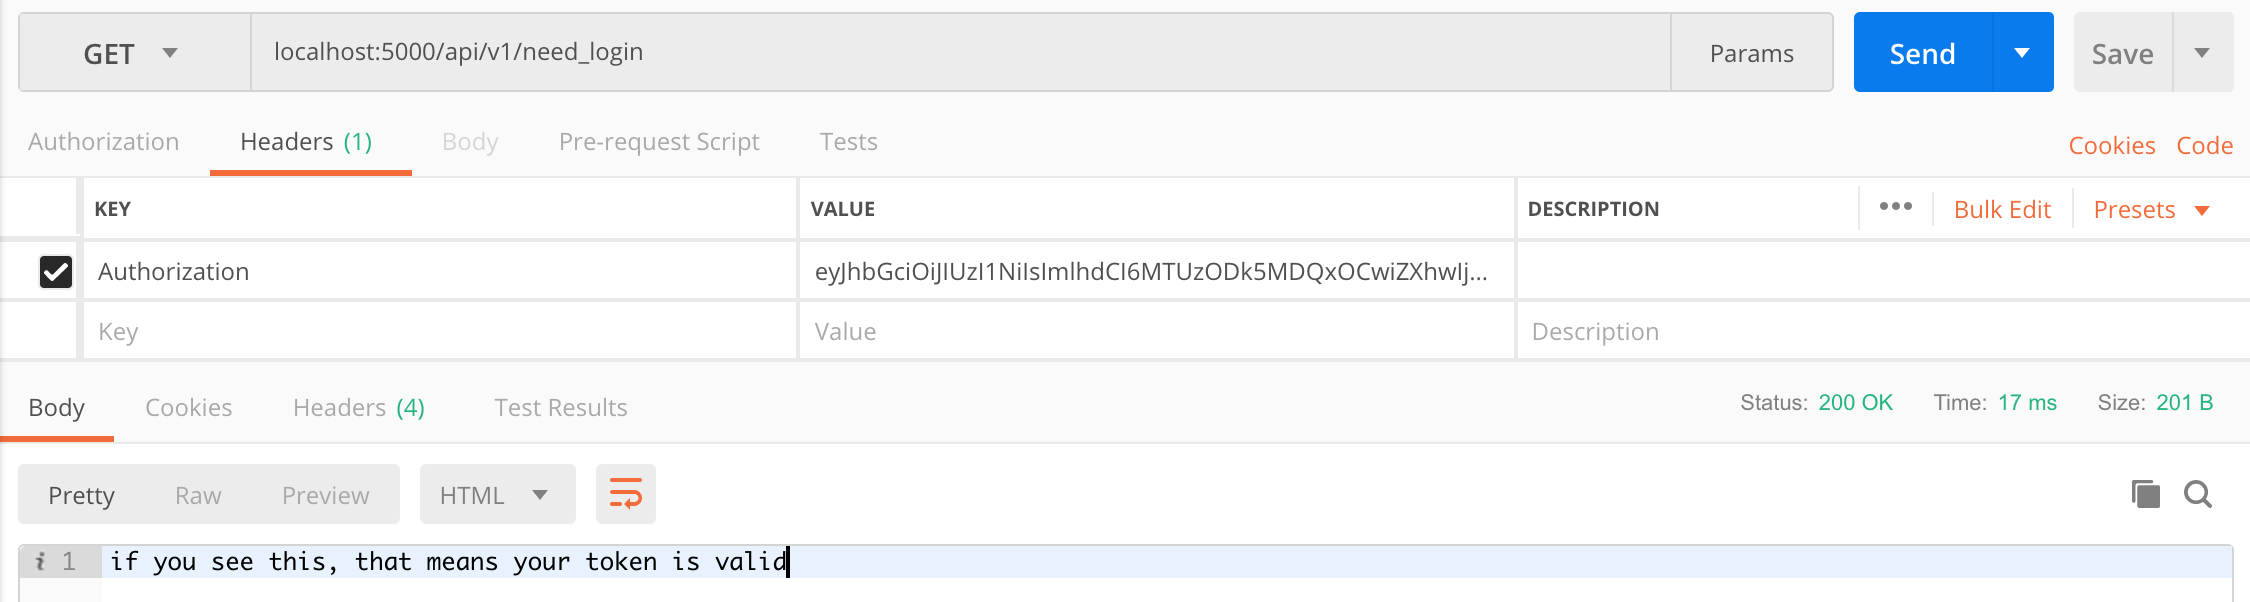 GET localhost:5000/api/v1/need_login Params Send Save
Authorization Headers (1) Body Pre-request Script Tests Cookies Code
KEY VALUE DESCRIPTION ••• Bulk Edit Presets
Authorization eyJhbGciOiJIUzI1NiIsImlhdCI6MTUzODk5MDQxOCwiZXhwIj...
Key Value Description
Body Cookies Headers (4) Test Results Status: 200 OK Time: 17 ms Size: 201 B
Pretty Raw Preview HTML
i 1 if you see this, that means your token is valid